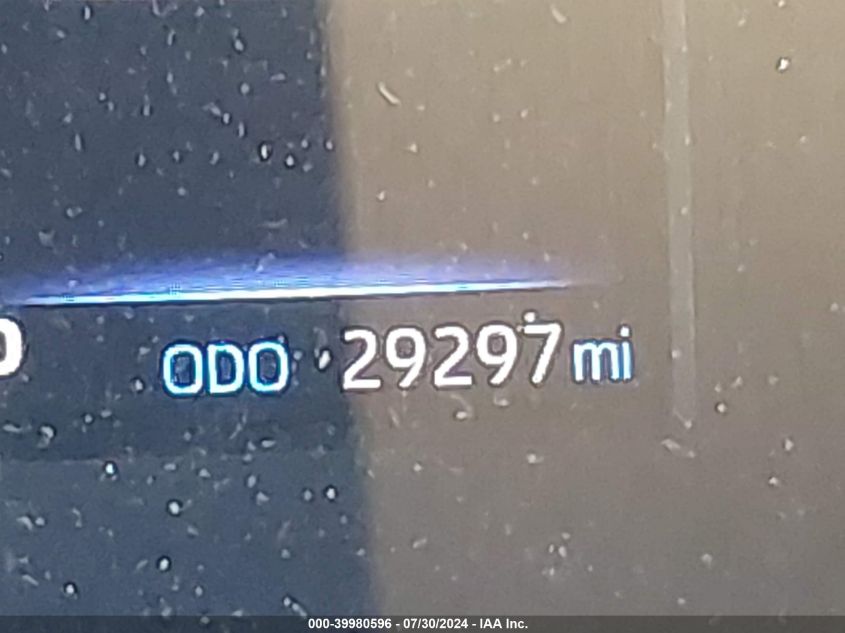 ODO 29297 mi
000-39980596 - 07/30/2024 - IAA Inc.